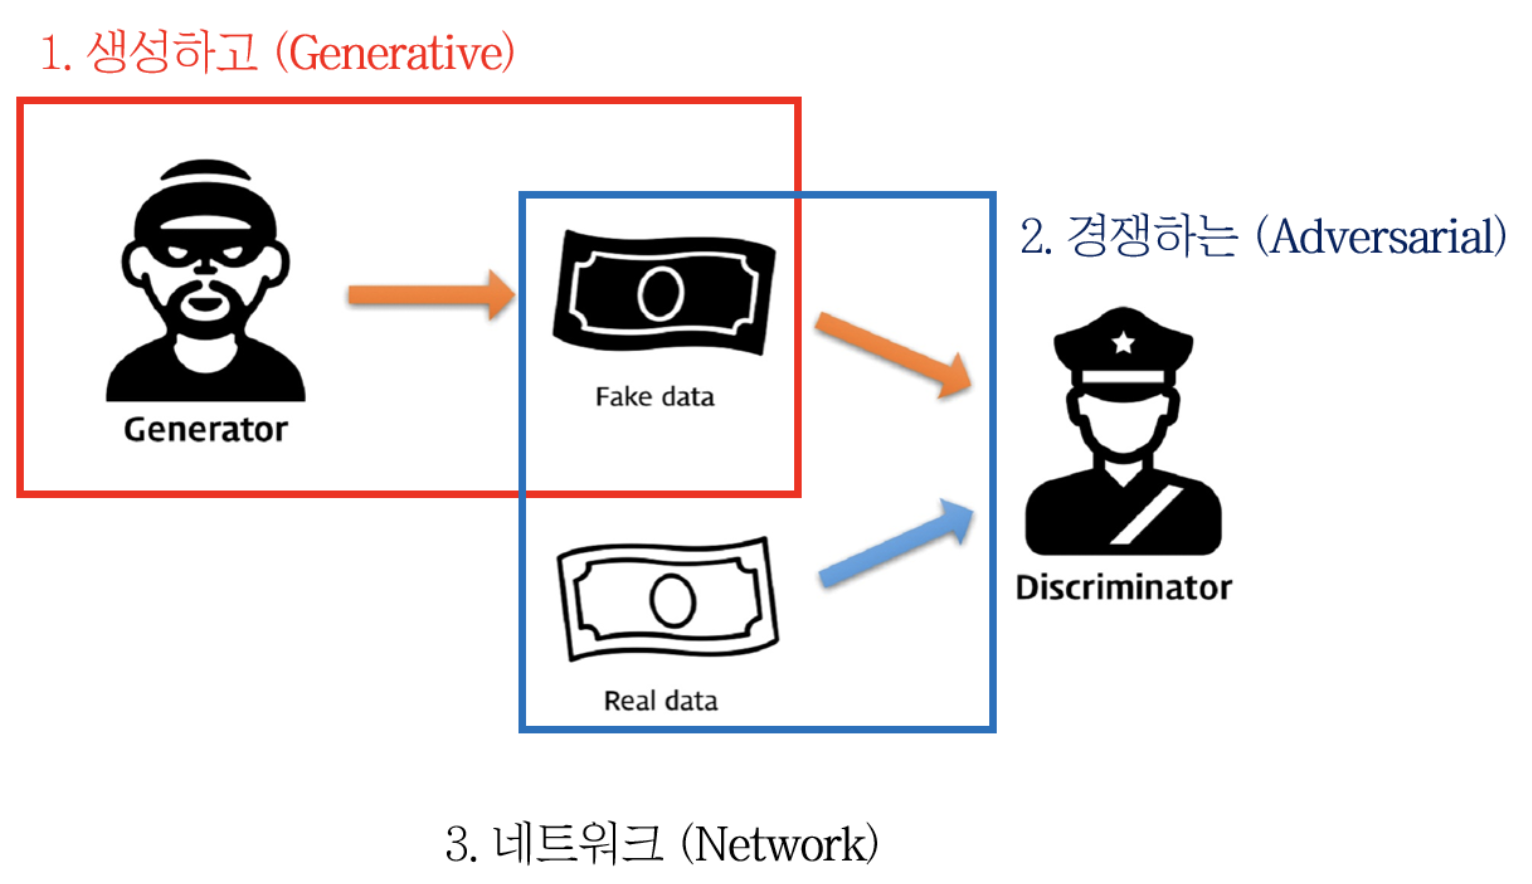 1. 생성하고 (Generative)
2. 경쟁하는 (Adversarial)
Fake data
Generator
Discriminator
Real data
3. 네트워크 (Network)